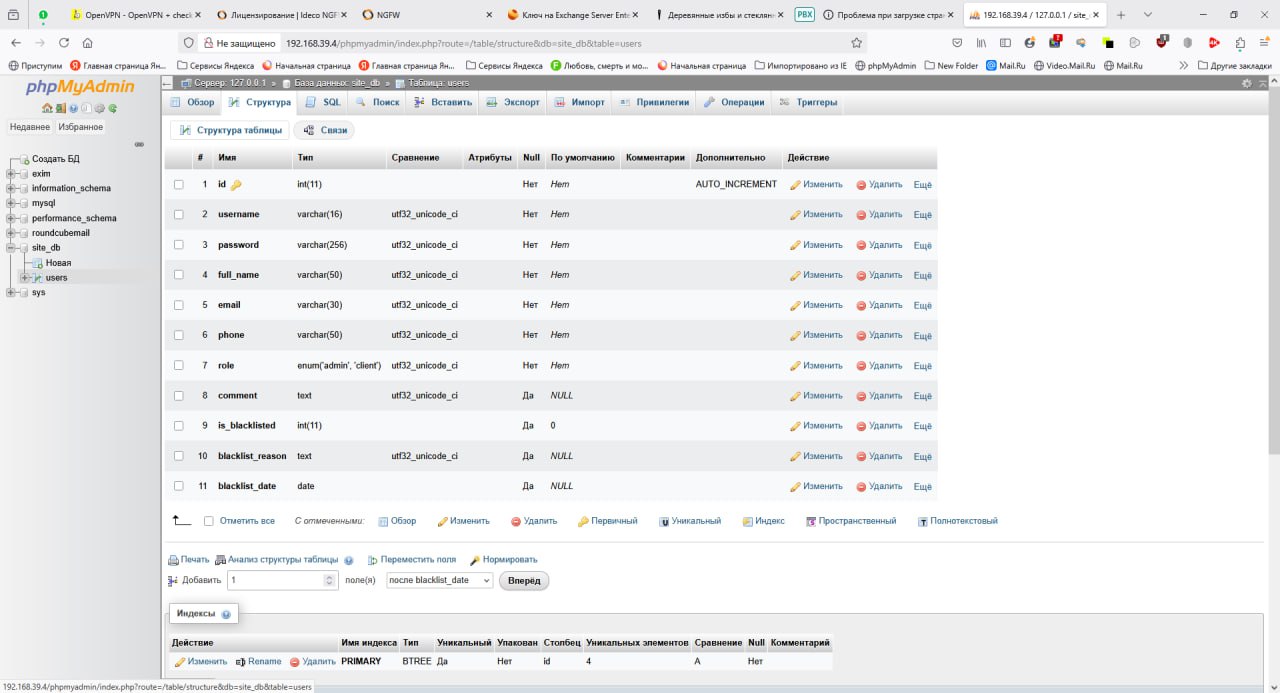 OpenVPN - OpenVPN + check
Лицензирование | Ideco NGF
NGFW
Ключ на Exchange Server Ente
Деревянные избы и стеклян
PBX
Проблема при загрузке стра
192.168.39.4 / 127.0.0.1 / site_
Не защищено 192.168.39.4/phpmyadmin/index.php?route=/table/structure&db=site_db&table=users
Приступим Главная страница Ян... Сервисы Яндекса Начальная страница Главная страница Ян... Сервисы Яндекса Любовь, смерть и мо... Начальная страница Импортировано из IE phpMyAdmin New Folder Mail.Ru Video.Mail.Ru Mail.Ru Другие закладки
phpMyAdmin
Недавнее Избранное
Создать БД
exim
information_schema
mysql
performance_schema
roundcubemail
site_db
Новая
users
sys
Сервер: 127.0.0.1 » База данных: site_db » Таблица: users
Обзор Структура SQL Поиск Вставить Экспорт Импорт Привилегии Операции Триггеры
Структура таблицы Связи
# Имя Тип Сравнение Атрибуты Null По умолчанию Комментарии Дополнительно Действие
1 id int(11) Нет Нет AUTO_INCREMENT Изменить Удалить Ещё
2 username varchar(16) utf32_unicode_ci Нет Нет Изменить Удалить Ещё
3 password varchar(256) utf32_unicode_ci Нет Нет Изменить Удалить Ещё
4 full_name varchar(50) utf32_unicode_ci Нет Нет Изменить Удалить Ещё
5 email varchar(30) utf32_unicode_ci Нет Нет Изменить Удалить Ещё
6 phone varchar(50) utf32_unicode_ci Нет Нет Изменить Удалить Ещё
7 role enum('admin', 'client') utf32_unicode_ci Нет Нет Изменить Удалить Ещё
8 comment text utf32_unicode_ci Да NULL Изменить Удалить Ещё
9 is_blacklisted int(11) Да 0 Изменить Удалить Ещё
10 blacklist_reason text utf32_unicode_ci Да NULL Изменить Удалить Ещё
11 blacklist_date date Да NULL Изменить Удалить Ещё
Отметить все С отмеченными: Обзор Изменить Удалить Первичный Уникальный Индекс Пространственный Полнотекстовый
Печать Анализ структуры таблицы Переместить поля Нормировать
Добавить 1 поле(я) после blacklist_date Вперёд
Индексы
Действие Имя индекса Тип Уникальный Упакован Столбец Уникальных элементов Сравнение Null Комментарий
Изменить Rename Удалить PRIMARY BTREE Да Нет id 4 A Нет
192.168.39.4/phpmyadmin/index.php?route=/table/structure&db=site_db&table=users